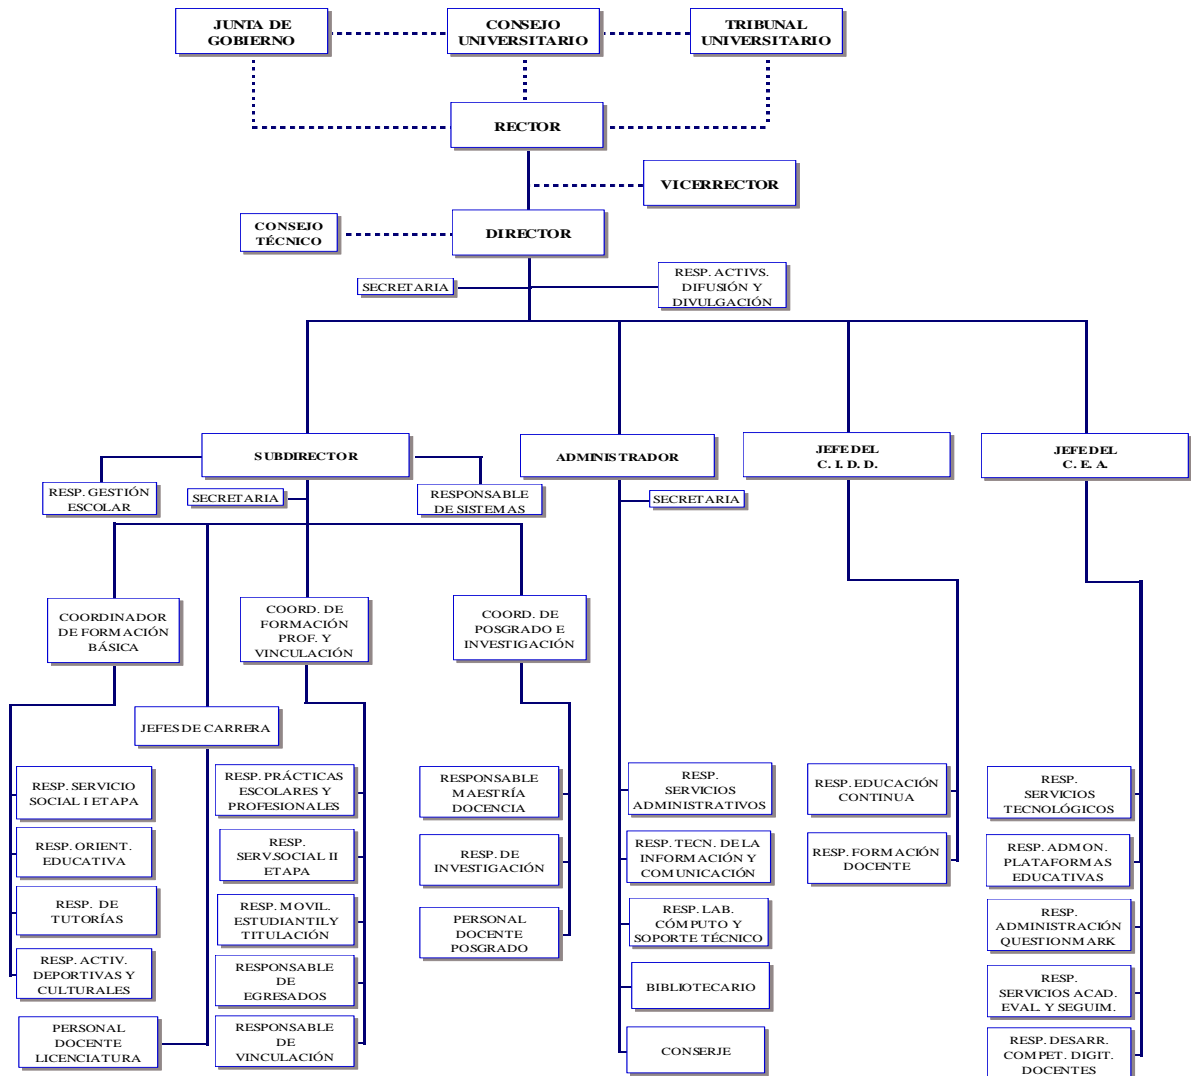 JUNTA DE
GOBIERNO
CONSEJO
UNIVERSITARIO
TRIBUNAL
UNIVERSITARIO
RECTOR
VICERRECTOR
CONSEJO
TÉCNICO
DIRECTOR
SECRETARIA
RESP. ACTIVS.
DIFUSIÓN Y
DIVULGACIÓN
SUBDIRECTOR
ADMINISTRADOR
JEFE DEL
C. I. D. D.
JEFE DEL
C. E. A.
RESP. GESTIÓN
ESCOLAR
SECRETARIA
RESPONSABLE
DE SISTEMAS
SECRETARIA
COORDINADOR
DE FORMACIÓN
BÁSICA
COORD. DE
FORMACIÓN
PROF. Y
VINCULACIÓN
COORD. DE
POSGRADO E
INVESTIGACIÓN
JEFES DE CARRERA
RESP. SERVICIO
SOCIAL I ETAPA
RESP. ORIENT.
EDUCATIVA
RESP. DE
TUTORÍAS
RESP. ACTIV.
DEPORTIVAS Y
CULTURALES
PERSONAL
DOCENTE
LICENCIATURA
RESP. PRÁCTICAS
ESCOLARES Y
PROFESIONALES
RESP.
SERV.SOCIAL II
ETAPA
RESP. MOVIL.
ESTUDIANTIL Y
TITULACIÓN
RESPONSABLE
DE
EGRESADOS
RESPONSABLE
DE
VINCULACIÓN
RESPONSABLE
MAESTRÍA
DOCENCIA
RESP. DE
INVESTIGACIÓN
PERSONAL
DOCENTE
POSGRADO
RESP.
SERVICIOS
ADMINISTRATIVOS
RESP. TECN. DE LA
INFORMACIÓN Y
COMUNICACIÓN
RESP. LAB.
CÓMPUTO Y
SOPORTE TÉCNICO
BIBLIOTECARIO
CONSERJE
RESP. EDUCACIÓN
CONTINUA
RESP. FORMACIÓN
DOCENTE
RESP.
SERVICIOS
TECNOLÓGICOS
RESP. ADMON.
PLATAFORMAS
EDUCATIVAS
RESP.
ADMINISTRACIÓN
QUESTIONMARK
RESP.
SERVICIOS ACAD.
EVAL. Y SEGUIM.
RESP. DESARR.
COMPET. DIGIT.
DOCENTES